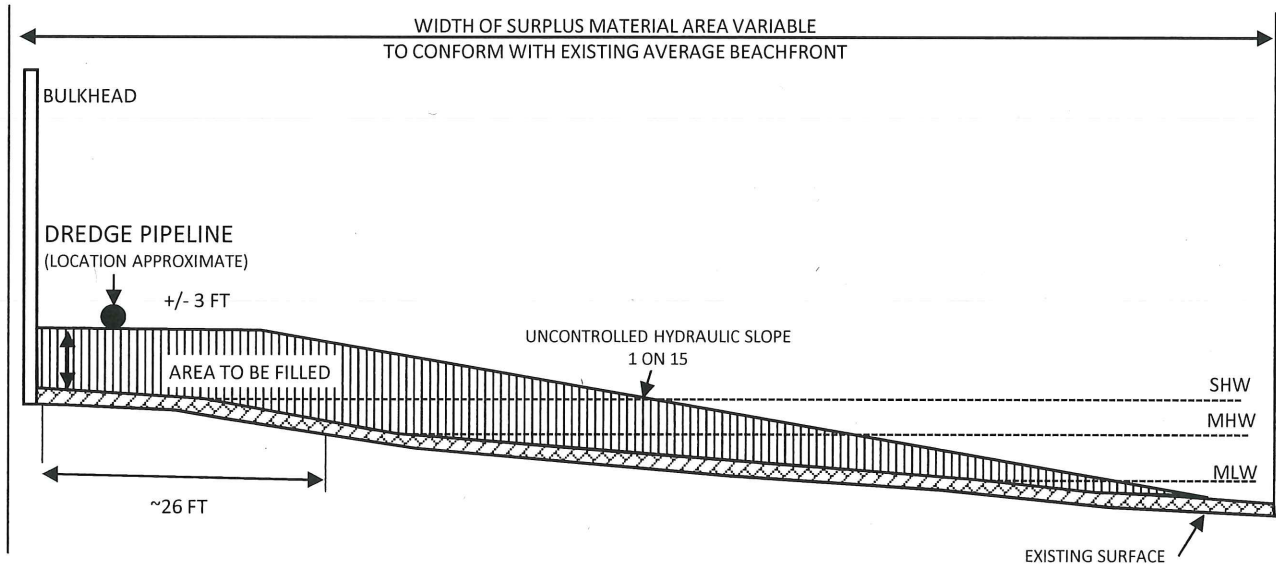 WIDTH OF SURPLUS MATERIAL AREA VARIABLE
TO CONFORM WITH EXISTING AVERAGE BEACHFRONT
BULKHEAD
DREDGE PIPELINE
(LOCATION APPROXIMATE)
+/- 3 FT
UNCONTROLLED HYDRAULIC SLOPE
1 ON 15
AREA TO BE FILLED
SHW
MHW
MLW
~26 FT
EXISTING SURFACE